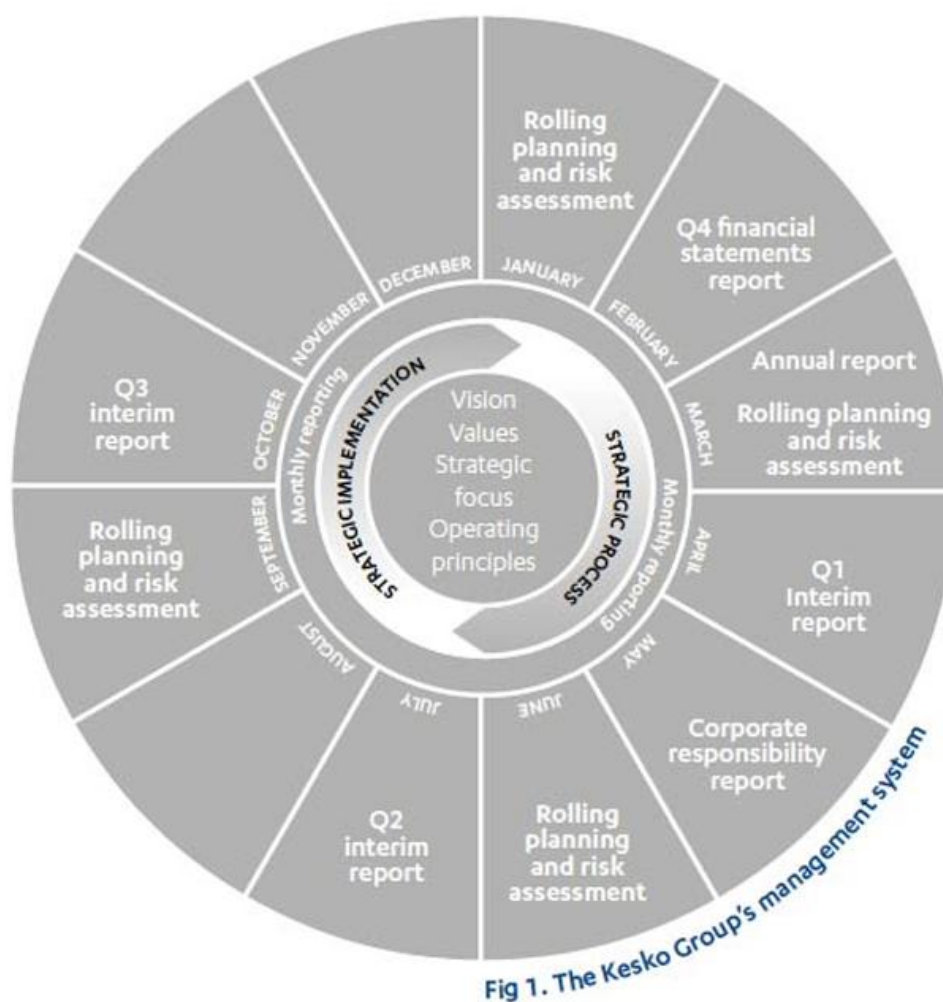 Rolling
planning
and risk
assessment
JANUARY
Q4 financial
statements
report
FEBRUARY
Annual report
Rolling planning
and risk
assessment
MARCH
Q1
Interim
report
APRIL
Corporate
responsibility
report
MAY
Rolling
planning
and risk
assessment
JUNE
Q2
interim
report
JULY
AUGUST
Rolling
planning
and risk
assessment
SEPTEMBER
Q3
interim
report
OCTOBER
NOVEMBER
DECEMBER
Monthly reporting
Monthly reporting
STRATEGIC IMPLEMENTATION
STRATEGIC PROCESS
Vision
Values
Strategic
focus
Operating
principles
Fig 1. The Kesko Group's management system